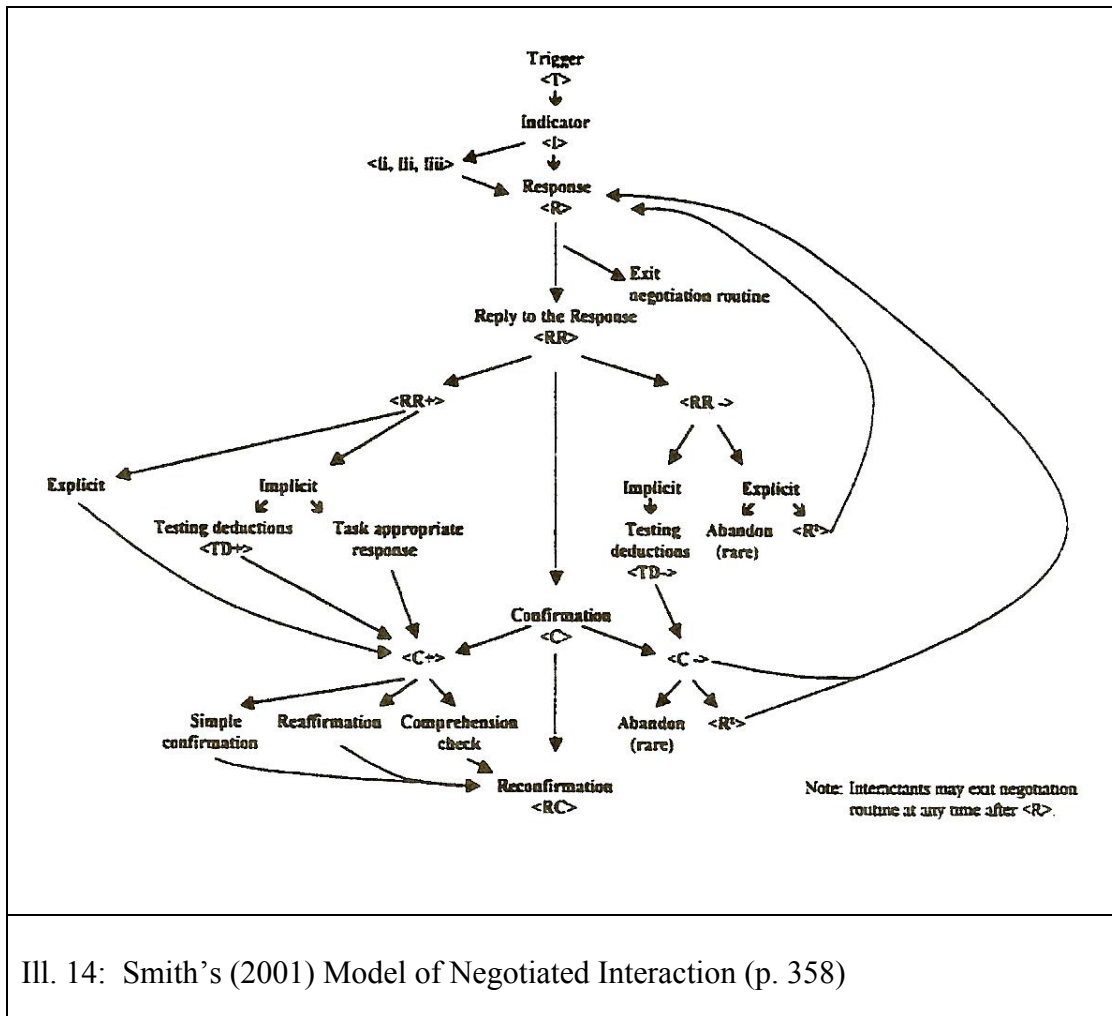 Trigger
<T>
Indicator
<I>
<Ii, Iii, Iiii>
Response
<R>
Exit
negotiation routine
Reply to the Response
<RR>
<RR+>
<RR ->
Explicit
Implicit
Implicit
Explicit
Testing deductions
<TD+>
Task appropriate
response
Testing
deductions
<TD->
Abandon
(rare)
Confirmation
<C>
<C+>
<C ->
Simple
confirmation
Reaffirmation
Comprehension
check
Abandon
(rare)
Reconfirmation
<RC>
Note: Interactants may exit negotiation
routine at any time after <R>.
Ill. 14: Smith’s (2001) Model of Negotiated Interaction (p. 358)